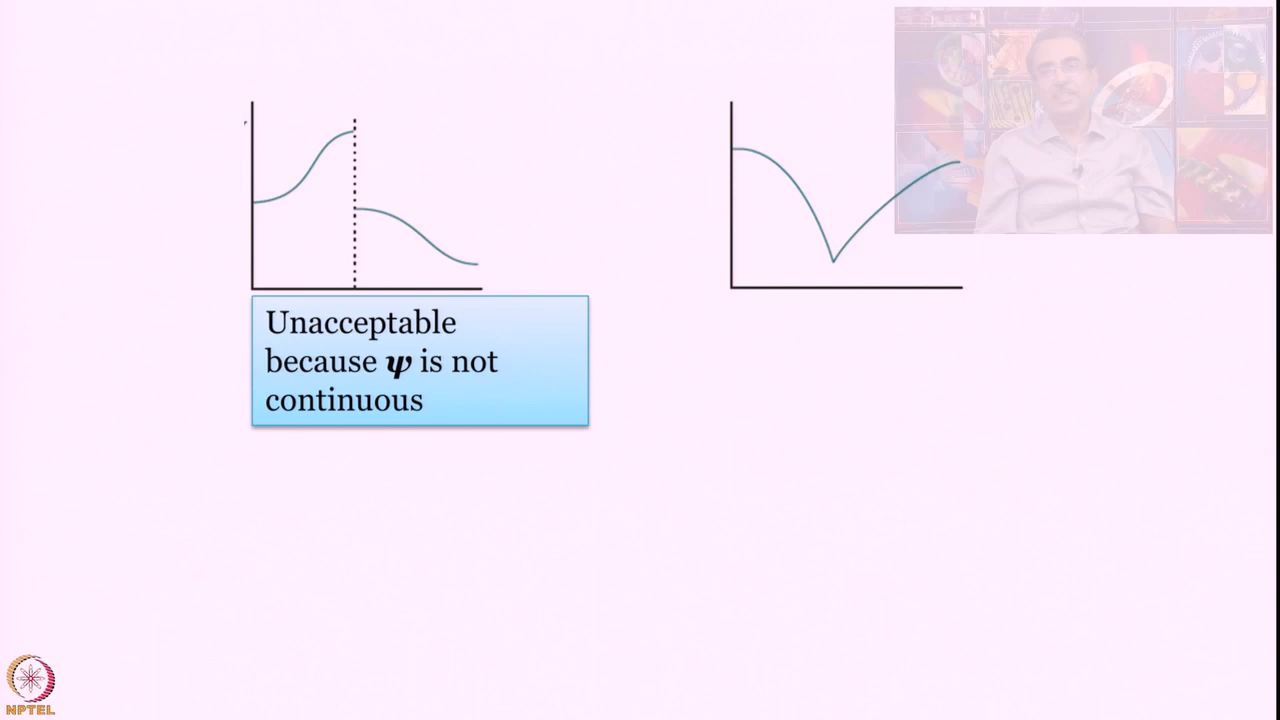 Unacceptable
because ψ is not
continuous
NPTEL